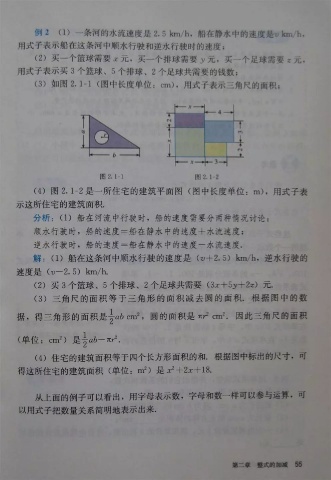 例2 (1) 一条河的水流速度是 2.5 km/h，船在静水中的速度是v km/h，
用式子表示船在这条河中顺水行驶和逆水行驶时的速度；
(2) 买一个篮球需要 x 元，买一个排球需要 y 元，买一个足球需要 z 元，
用式子表示买 3 个篮球、5 个排球、2 个足球共需要的钱数；
(3) 如图 2.1-1（图中长度单位：cm），用式子表示三角尺的面积；
图 2.1-1
图 2.1-2
(4) 图 2.1-2 是一所住宅的建筑平面图（图中长度单位：m），用式子表
示这所住宅的建筑面积.
分析：(1) 船在河流中行驶时，船的速度需要分两种情况讨论：
顺水行驶时，船的速度＝船在静水中的速度＋水流速度；
逆水行驶时，船的速度＝船在静水中的速度－水流速度.
解：(1) 船在这条河中顺水行驶的速度是 (v＋2.5) km/h，逆水行驶的
速度是 (v－2.5) km/h.
(2) 买 3 个篮球、5 个排球、2 个足球共需要 (3x＋5y＋2z) 元.
(3) 三角尺的面积等于三角形的面积减去圆的面积. 根据图中的数
据，得三角形的面积是 1/2 ab cm²，圆的面积是 πr² cm². 因此三角尺的面积
(单位：cm²) 是 1/2 ab－πr².
(4) 住宅的建筑面积等于四个长方形面积的和. 根据图中标出的尺寸，可
得这所住宅的建筑面积（单位：m²）是 x²＋2x＋18.
从上面的例子可以看出，用字母表示数，字母和数一样可以参与运算，可
以用式子把数量关系简明地表示出来.
第二章 整式的加减 55